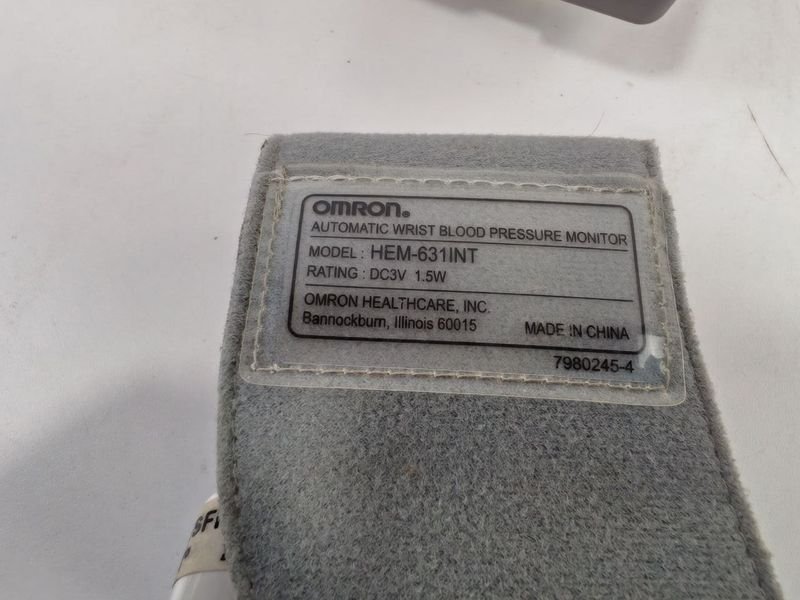 OMRON®
AUTOMATIC WRIST BLOOD PRESSURE MONITOR
MODEL : HEM-631INT
RATING : DC3V 1.5W
OMRON HEALTHCARE, INC.
Bannockburn, Illinois 60015
MADE IN CHINA
7980245-4